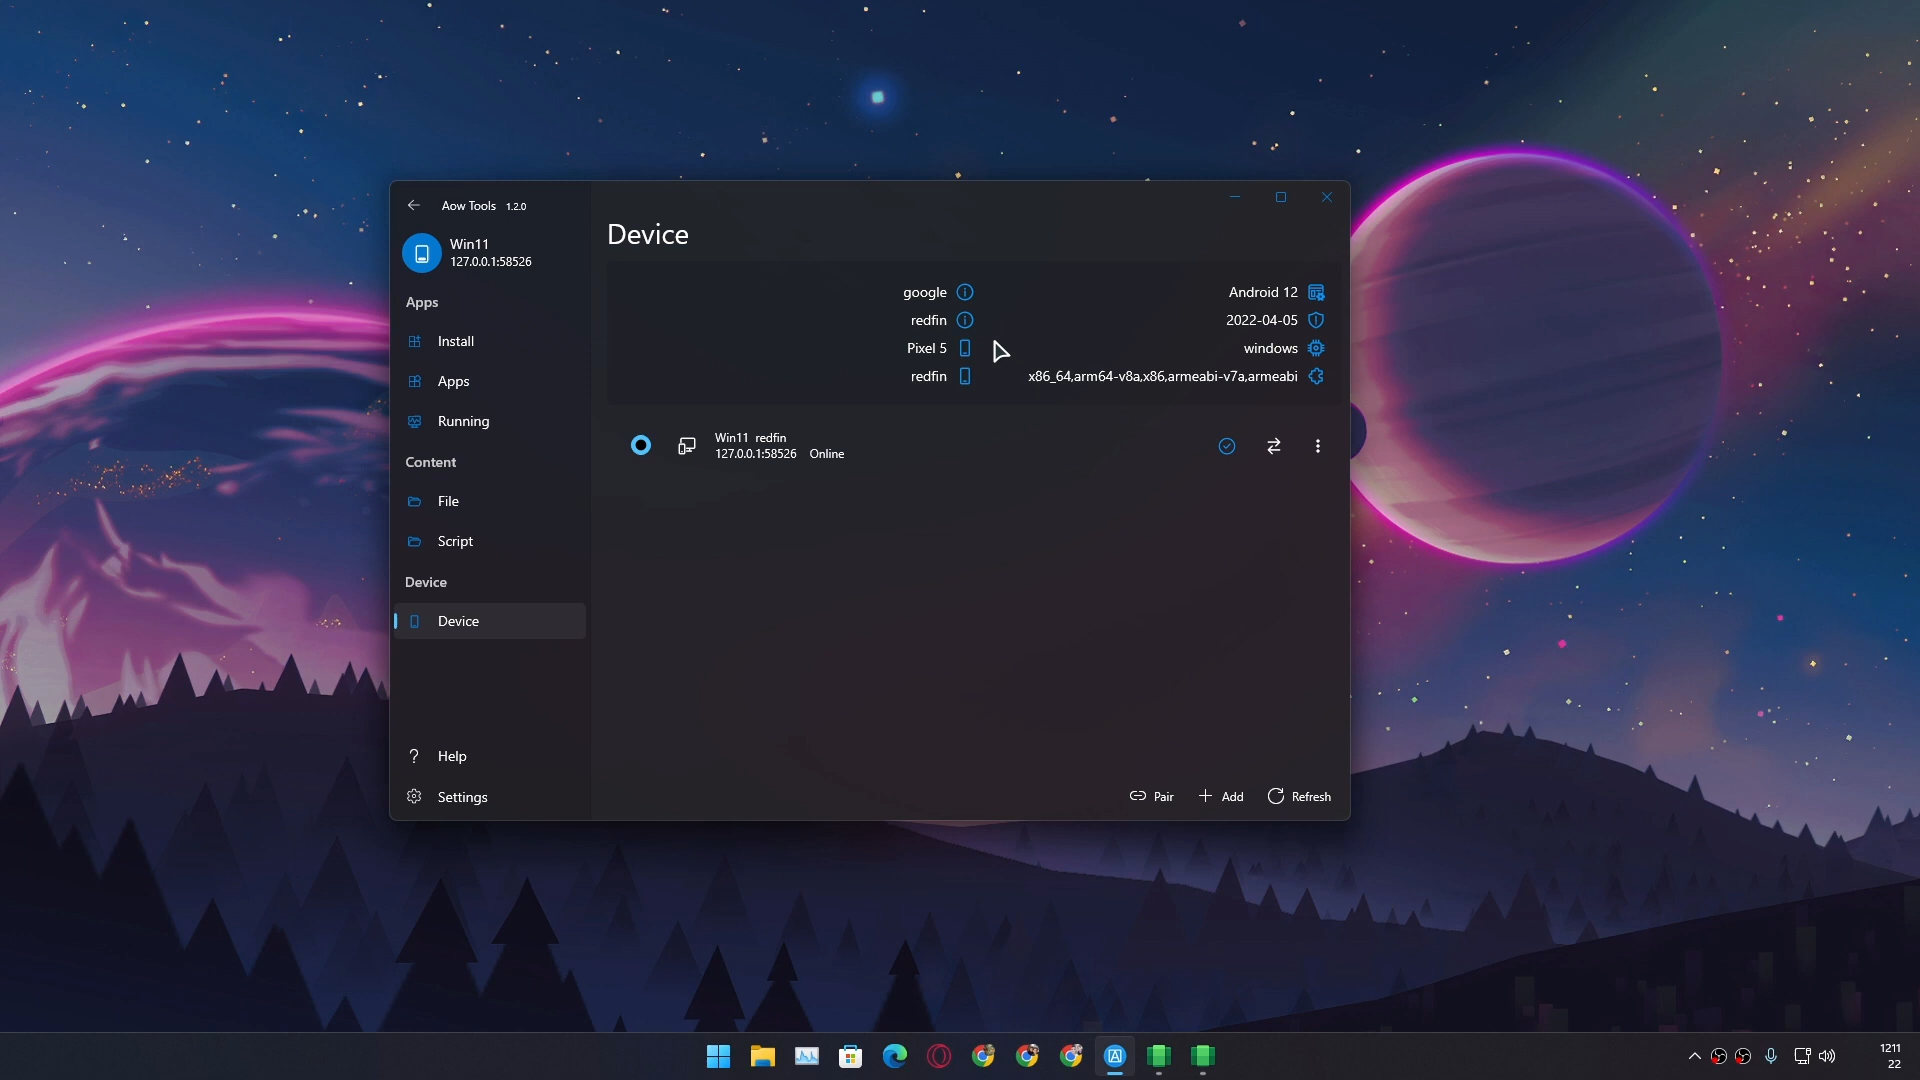 Aow Tools 1.2.0
Win11
127.0.0.1:58526
Apps
Install
Apps
Running
Content
File
Script
Device
Device
? Help
Settings
Device
google
redfin
Pixel 5
redfin
Android 12
2022-04-05
windows
x86_64,arm64-v8a,x86,armeabi-v7a,armeabi
Win11 redfin
127.0.0.1:58526 Online
Pair
Add
Refresh
1211
22